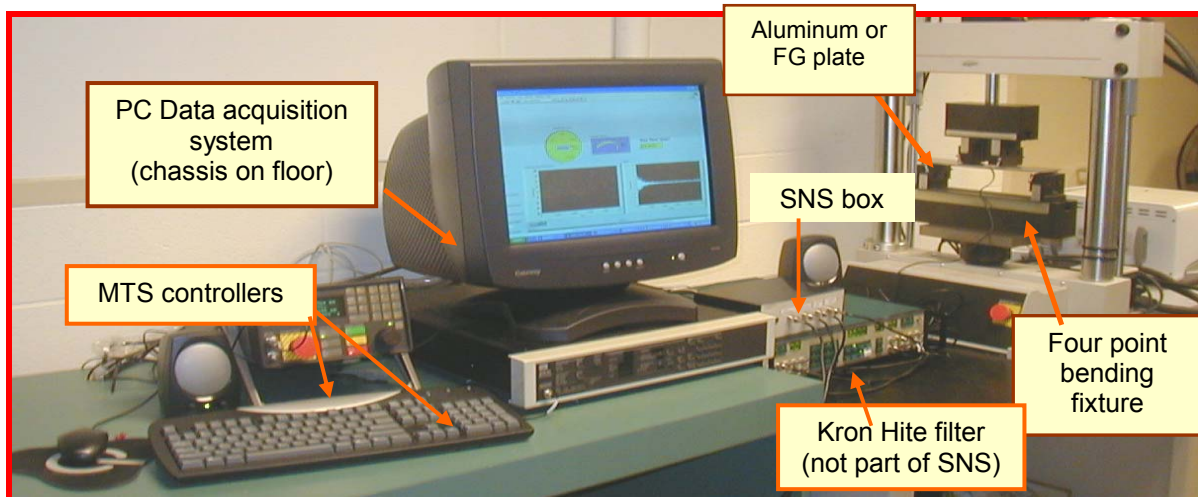 Aluminum or
FG plate
PC Data acquisition
system
(chassis on floor)
SNS box
MTS controllers
Four point
bending
fixture
Kron Hite filter
(not part of SNS)
Gateway